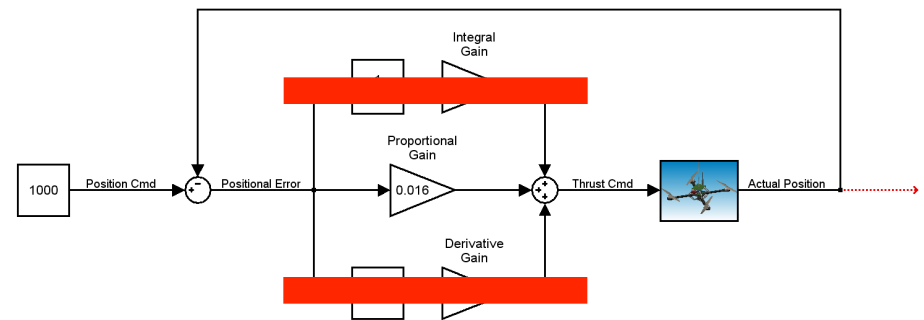 Integral
Gain
Proportional
Gain
1000
Position Cmd
Positional Error
0.016
Thrust Cmd
Actual Position
Derivative
Gain